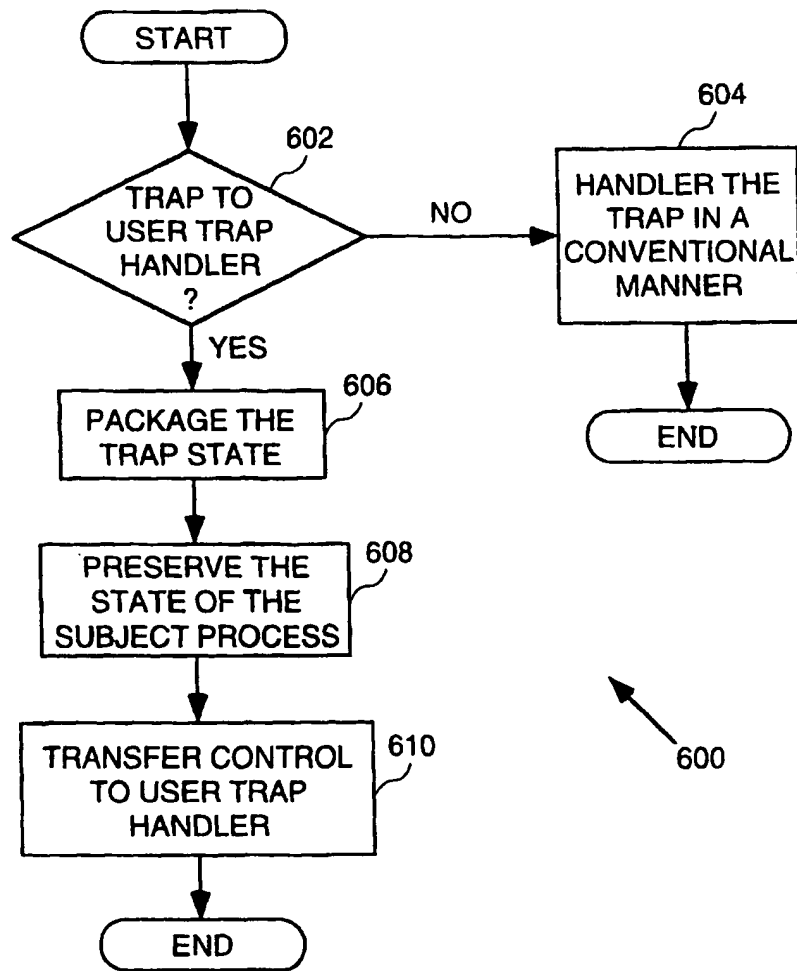 START
602
TRAP TO
USER TRAP
HANDLER
?
NO
604
HANDLER THE
TRAP IN A
CONVENTIONAL
MANNER
END
YES
606
PACKAGE THE
TRAP STATE
608
PRESERVE THE
STATE OF THE
SUBJECT PROCESS
610
TRANSFER CONTROL
TO USER TRAP
HANDLER
END
600